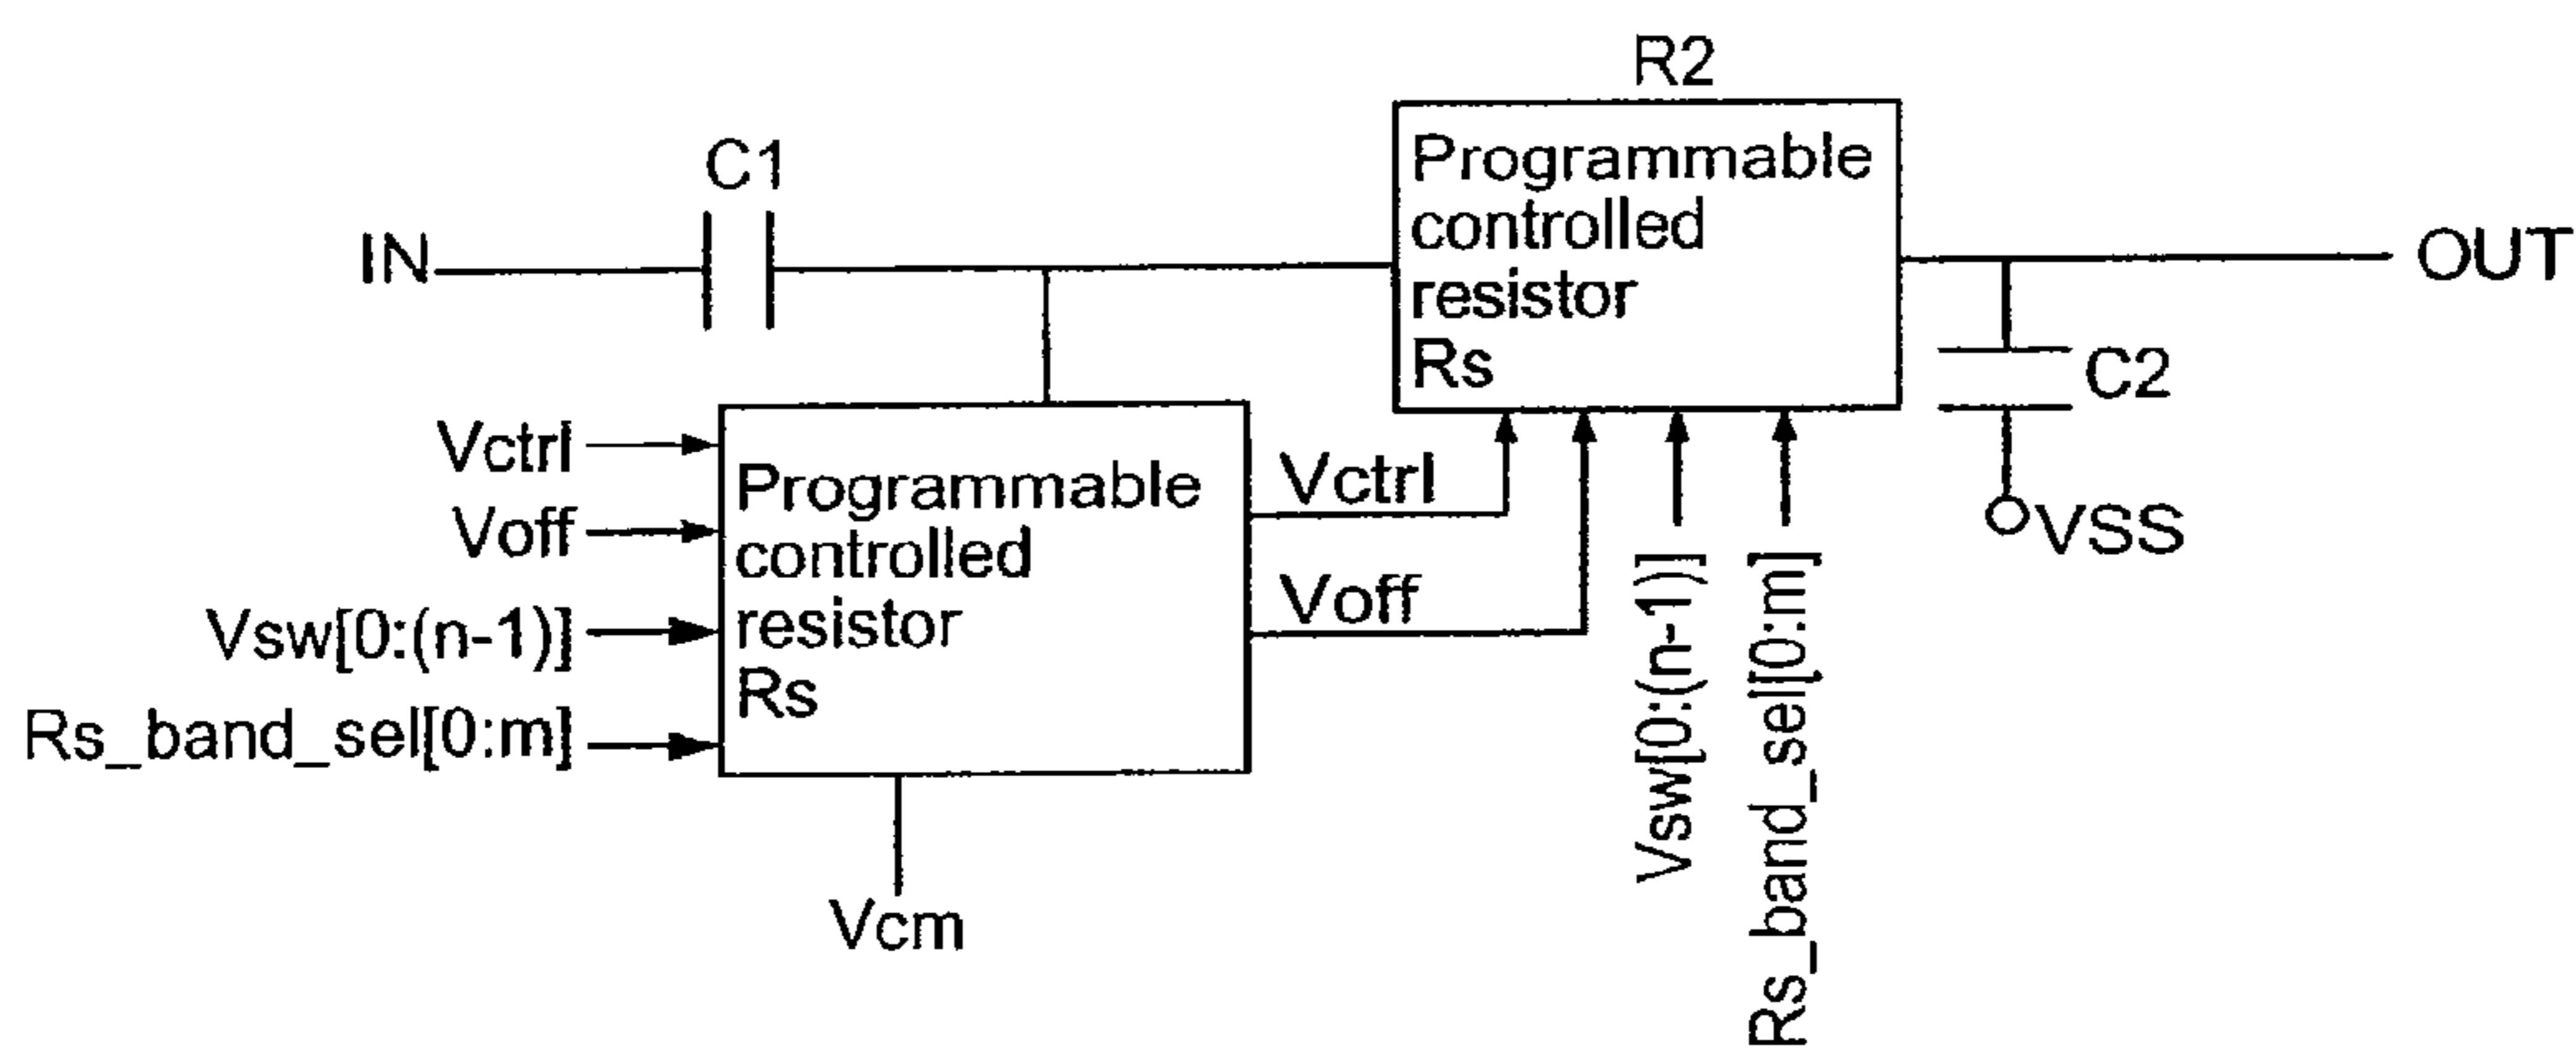 R2
Programmable
controlled
resistor
Rs
C1
IN
OUT
C2
VSS
Vctrl
Voff
Vsw[0:(n-1)]
Rs_band_sel[0:m]
Programmable
controlled
resistor
Rs
Vctrl
Voff
Vsw[0:(n-1)]
Rs_band_sel[0:m]
Vcm